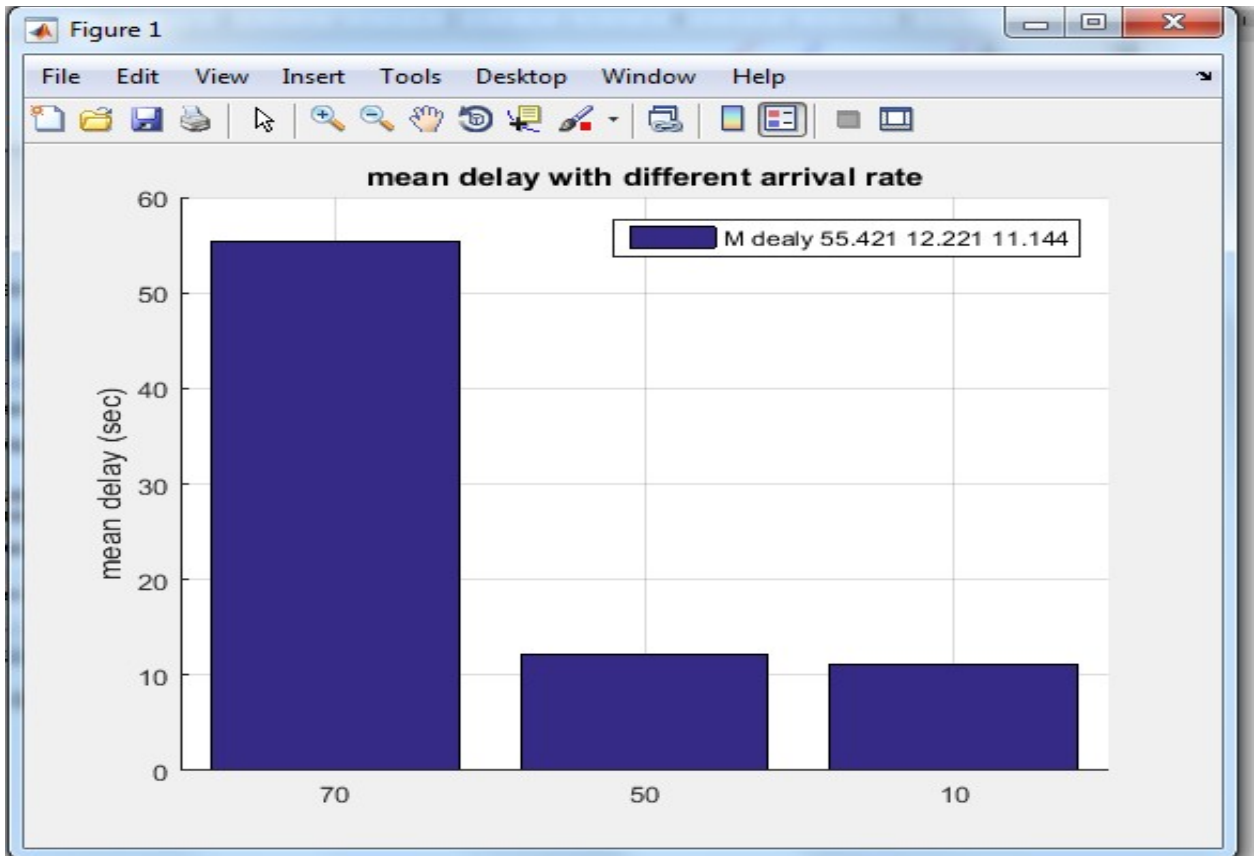 Figure 1
File Edit View Insert Tools Desktop Window Help
mean delay with different arrival rate
M dealy 55.421 12.221 11.144
mean delay (sec)
60
50
40
30
20
10
0
70 50 10